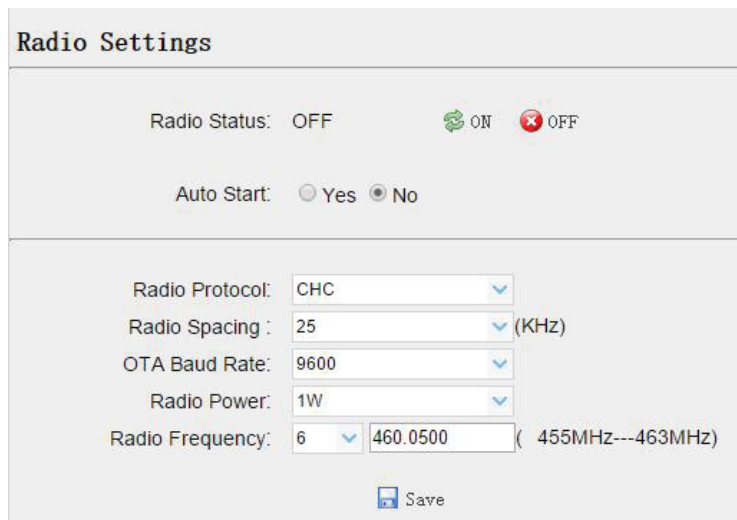 Radio Settings
Radio Status: OFF ON OFF
Auto Start: Yes No
Radio Protocol: CHC
Radio Spacing : 25 (KHz)
OTA Baud Rate: 9600
Radio Power: 1W
Radio Frequency: 6 460.0500 ( 455MHz---463MHz)
Save